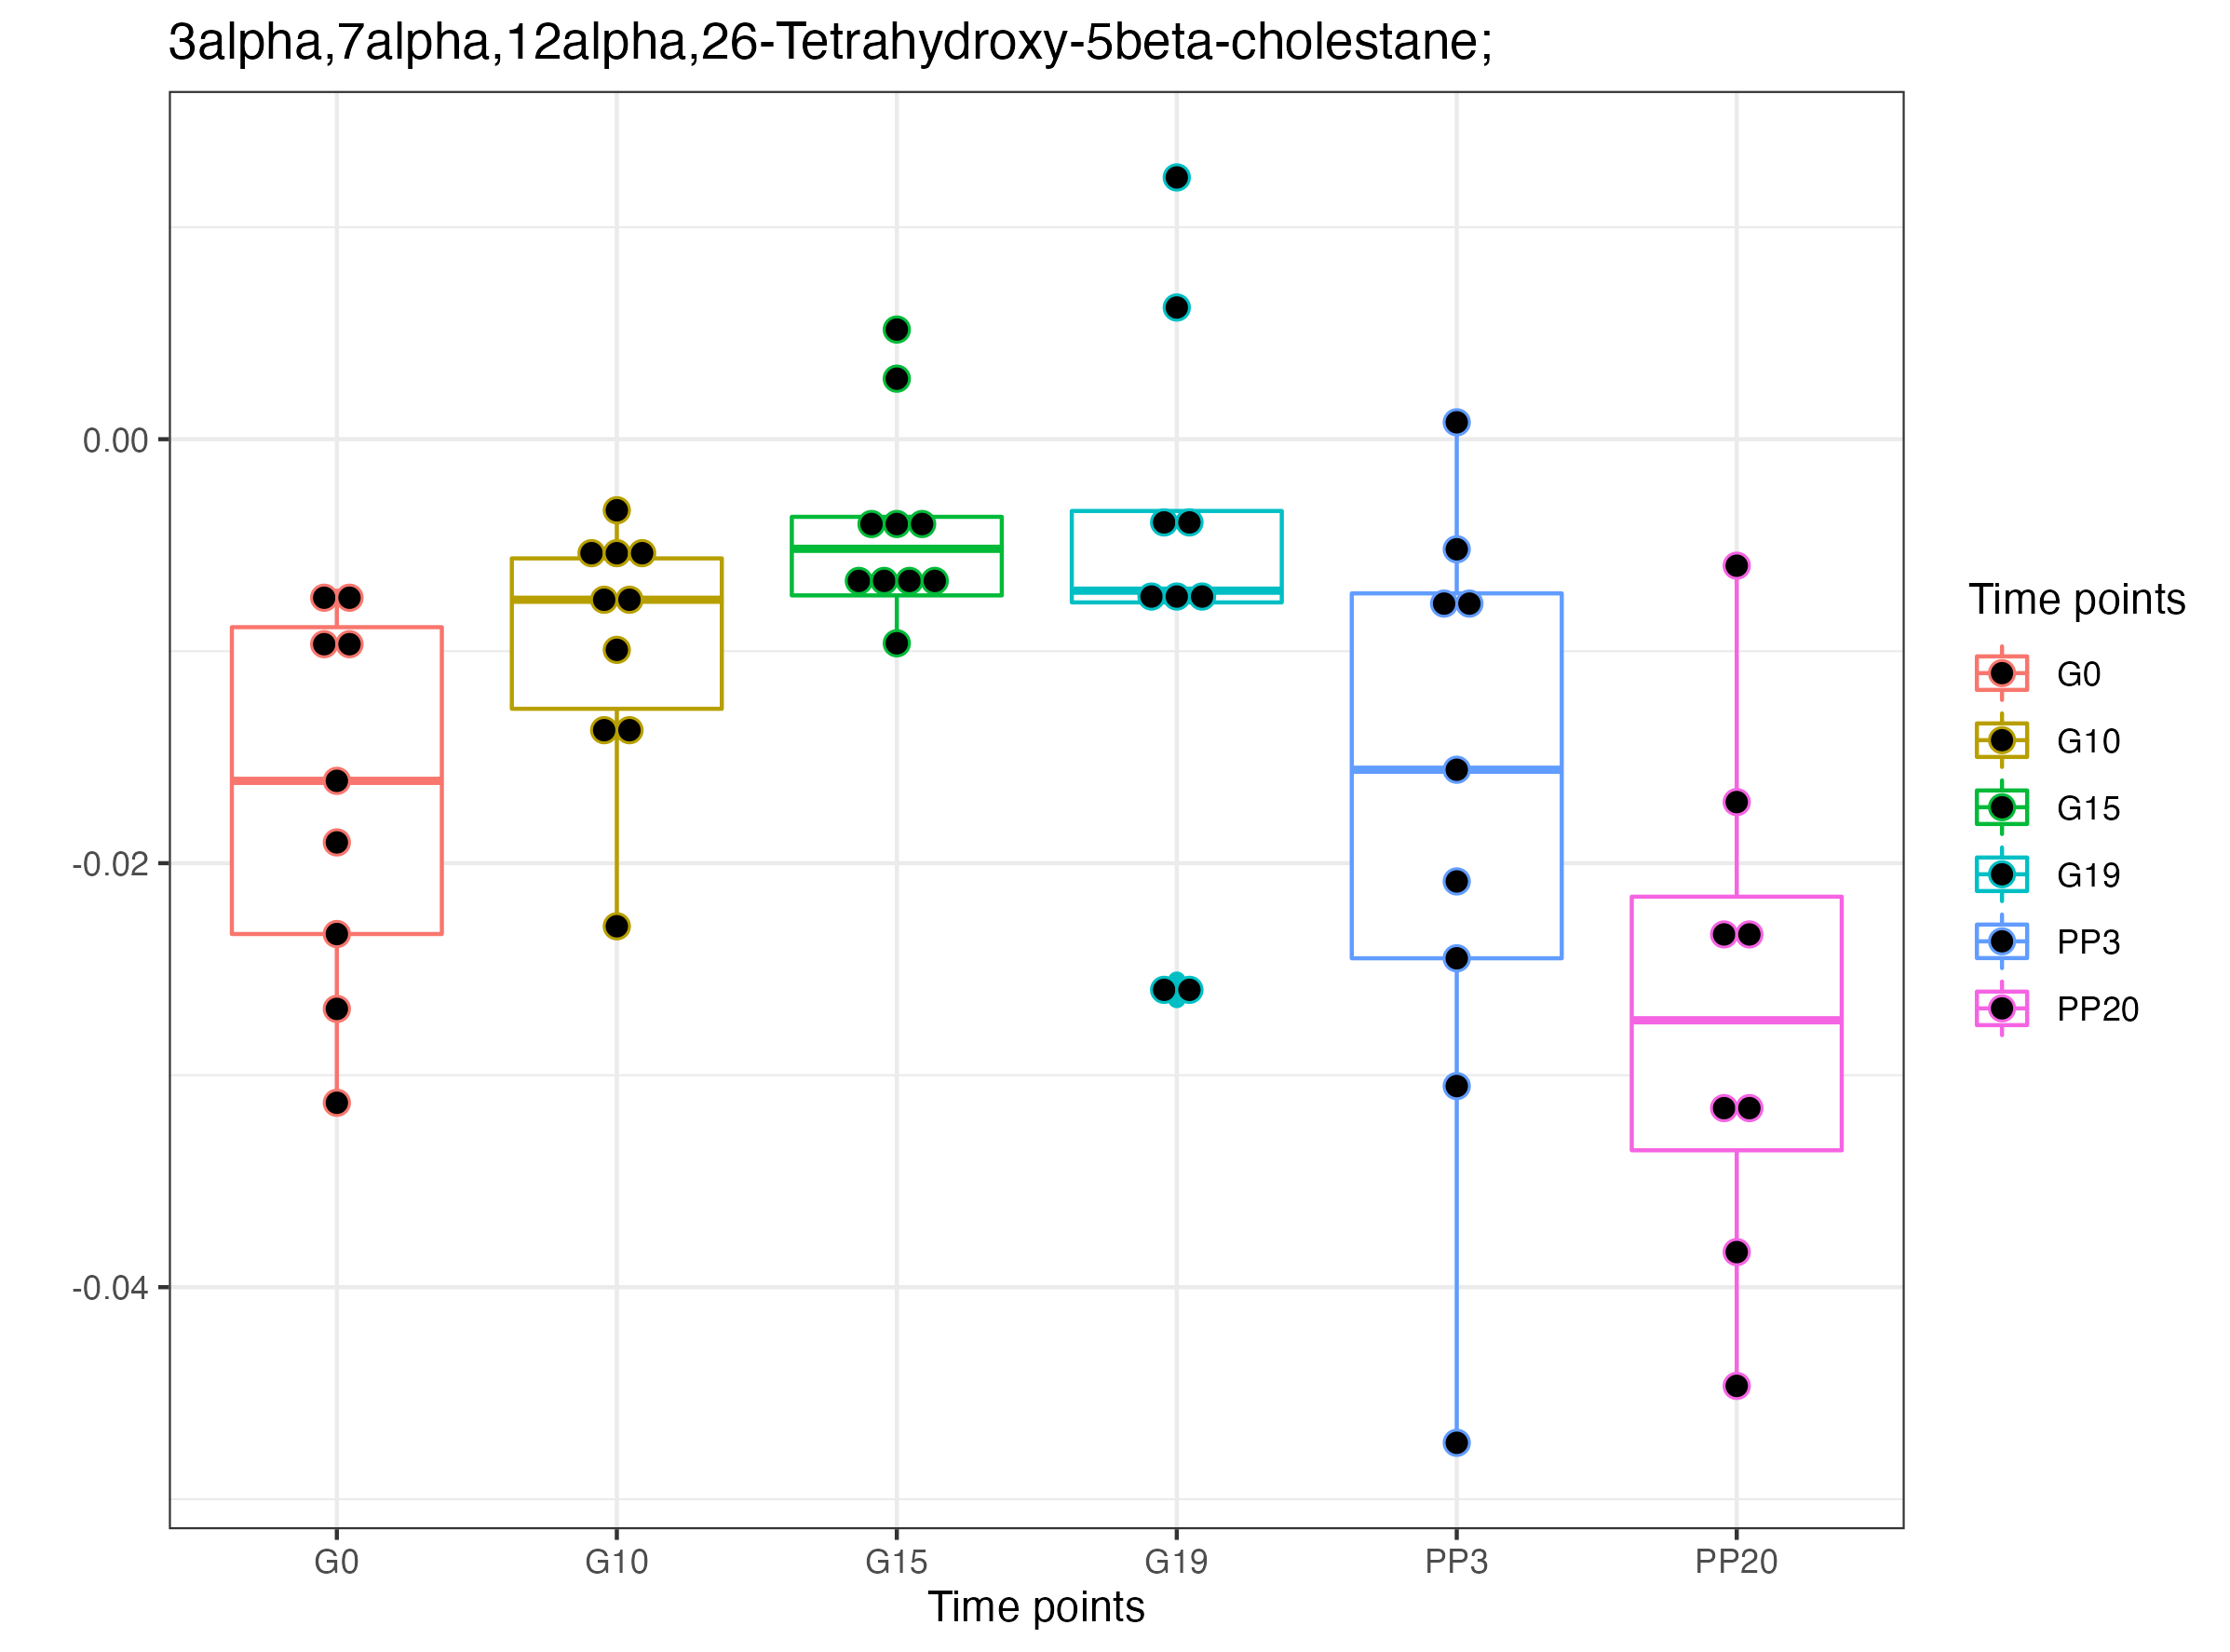 3alpha,7alpha,12alpha,26-Tetrahydroxy-5beta-cholestane;
0.00
-0.02
-0.04
G0 G10 G15 G19 PP3 PP20
Time points
Time points
G0
G10
G15
G19
PP3
PP20